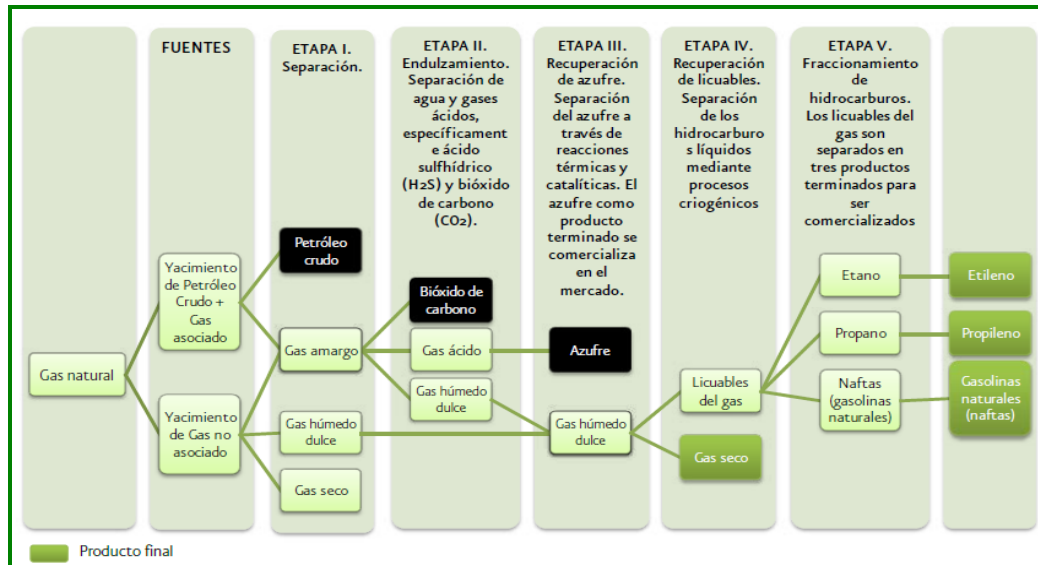 FUENTES
ETAPA I.
Separación.
ETAPA II.
Endulzamiento.
Separación de
agua y gases
ácidos,
específicament
e ácido
sulfhídrico
(H2S) y bióxido
de carbono
(CO2).
ETAPA III.
Recuperación
de azufre.
Separación
del azufre a
través de
reacciones
térmicas y
catalíticas. El
azufre como
producto
terminado se
comercializa
en el
mercado.
ETAPA IV.
Recuperación
de licuables.
Separación
de los
hidrocarburo
s líquidos
mediante
procesos
criogénicos
ETAPA V.
Fraccionamiento
de
hidrocarburos.
Los licuables del
gas son
separados en
tres productos
terminados para
ser
comercializados
Gas natural
Yacimiento
de Petróleo
Crudo +
Gas
asociado
Yacimiento
de Gas no
asociado
Petróleo
crudo
Gas amargo
Gas húmedo
dulce
Gas seco
Bióxido de
carbono
Gas ácido
Gas húmedo
dulce
Azufre
Gas húmedo
dulce
Licuables
del gas
Gas seco
Etano
Propano
Naftas
(gasolinas
naturales)
Etileno
Propileno
Gasolinas
naturales
(naftas)
Producto final